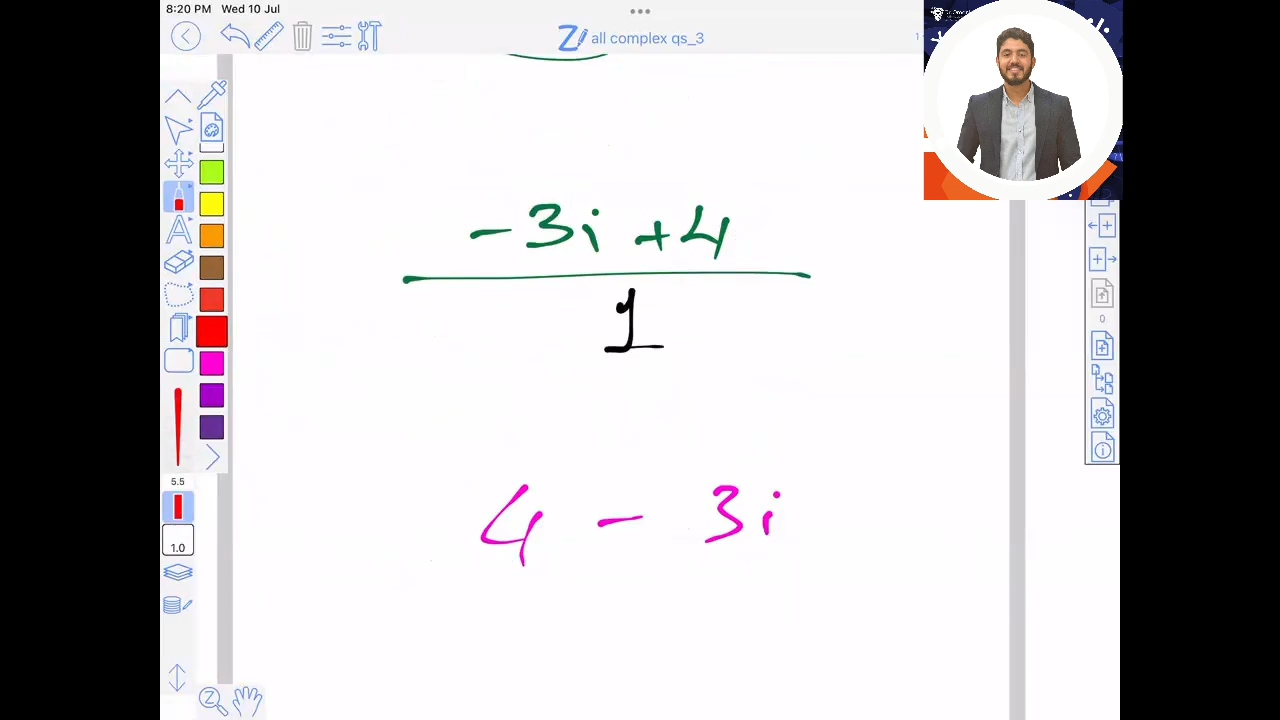 8:20 PM Wed 10 Jul
all complex qs_3
-3i +4
1
4 - 3i
0
5.5
1.0